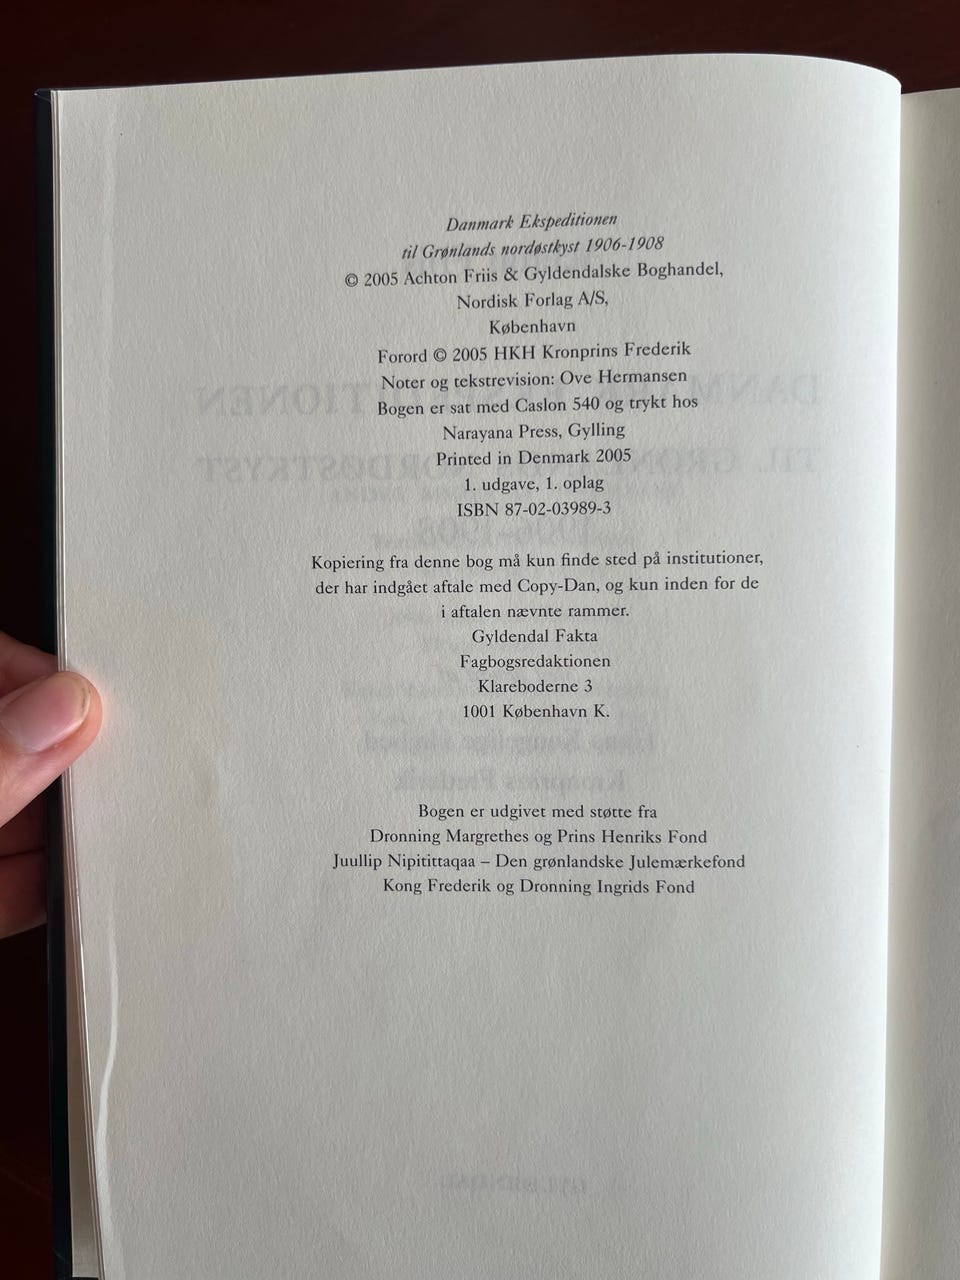 Danmark Ekspeditionen
til Grønlands nordøstkyst 1906-1908
© 2005 Achton Friis & Gyldendalske Boghandel,
Nordisk Forlag A/S,
København
Forord © 2005 HKH Kronprins Frederik
Noter og tekstrevision: Ove Hermansen
Bogen er sat med Caslon 540 og trykt hos
Narayana Press, Gylling
Printed in Denmark 2005
1. udgave, 1. oplag
ISBN 87-02-03989-3
Kopiering fra denne bog må kun finde sted på institutioner,
der har indgået aftale med Copy-Dan, og kun inden for de
i aftalen nævnte rammer.
Gyldendal Fakta
Fagbogsredaktionen
Klareboderne 3
1001 København K.
Bogen er udgivet med støtte fra
Dronning Margrethes og Prins Henriks Fond
Juullip Nipitittaqaa – Den grønlandske Julemærkefond
Kong Frederik og Dronning Ingrids Fond